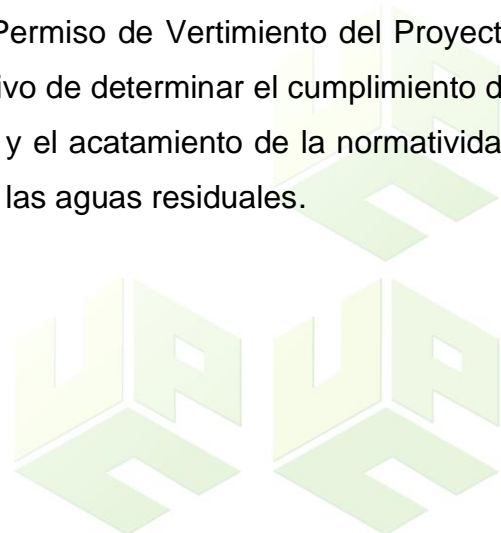 Permiso de Vertimiento del Proyect
ivo de determinar el cumplimiento d
y el acatamiento de la normativida
las aguas residuales.